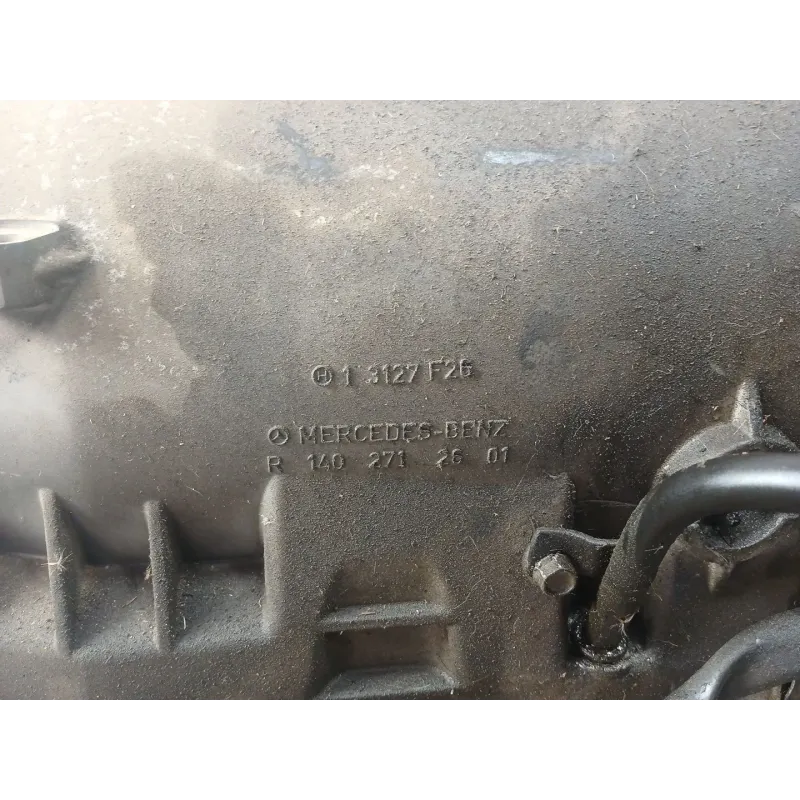 H 1 3127 F26
MERCEDES-BENZ
R 140 271 26 01